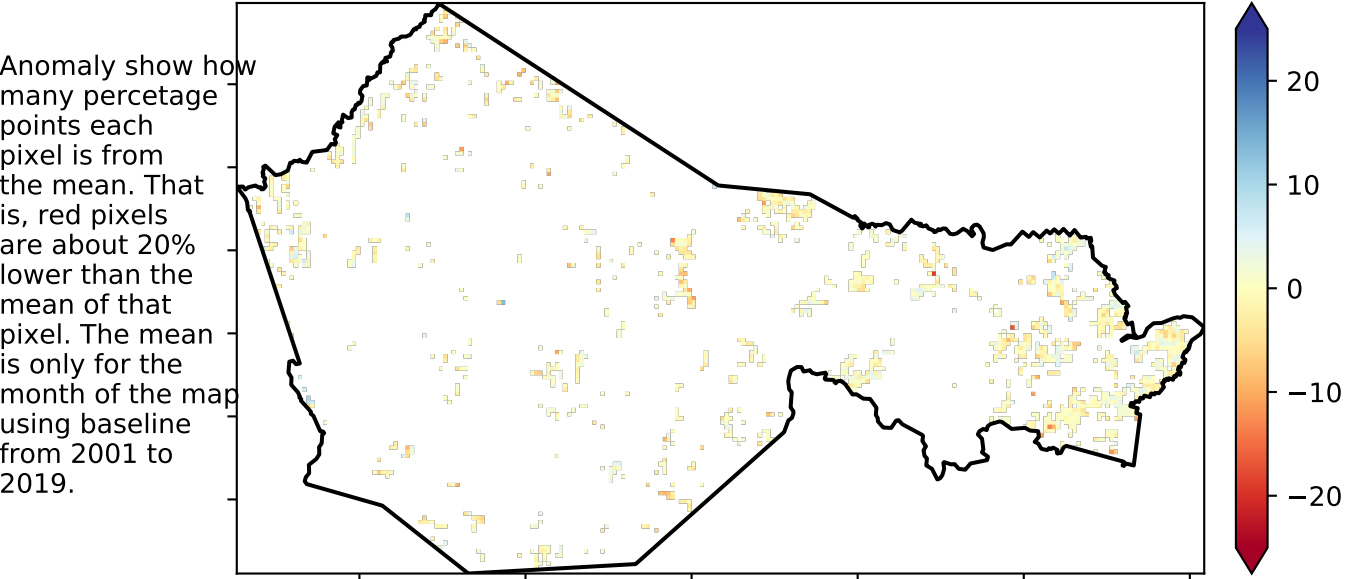 Anomaly show how
many percetage
points each
pixel is from
the mean. That
is, red pixels
are about 20%
lower than the
mean of that
pixel. The mean
is only for the
month of the map
using baseline
from 2001 to
2019.
20
10
0
−10
−20